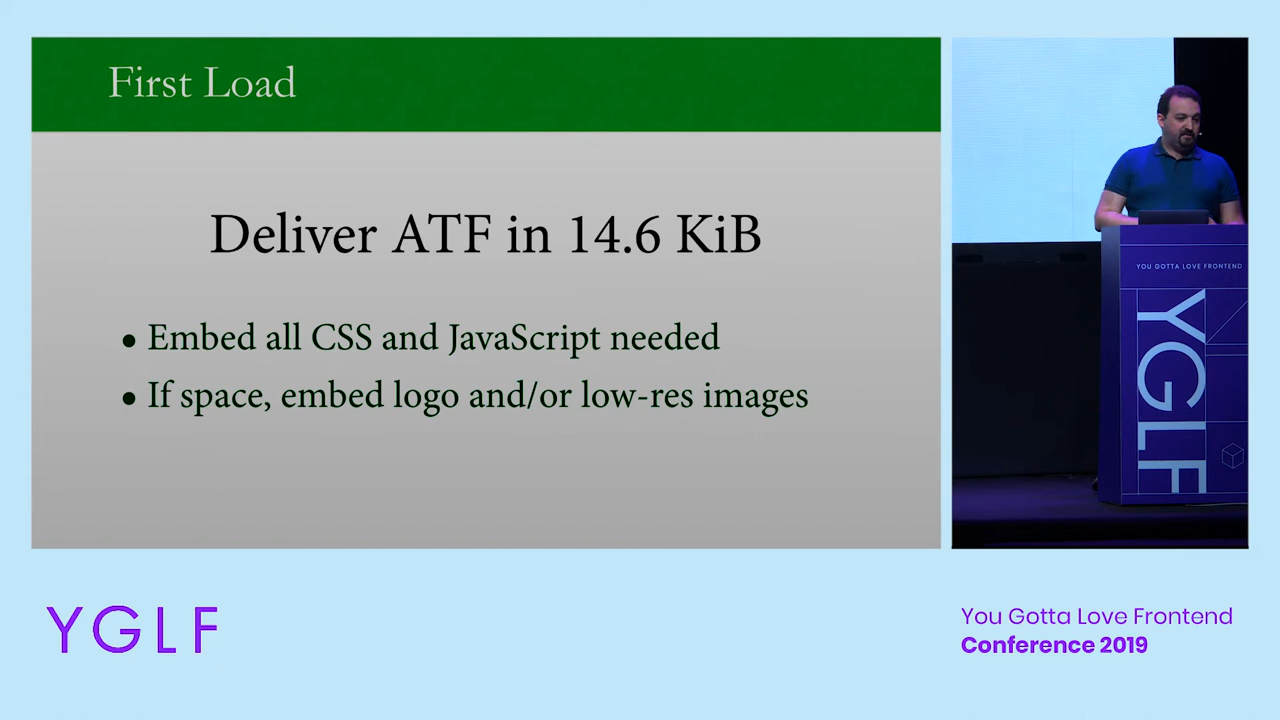 First Load
Deliver ATF in 14.6 KiB
• Embed all CSS and JavaScript needed
• If space, embed logo and/or low-res images
YOU GOTTA LOVE FRONTEND
YGLF
YGLF
You Gotta Love Frontend
Conference 2019